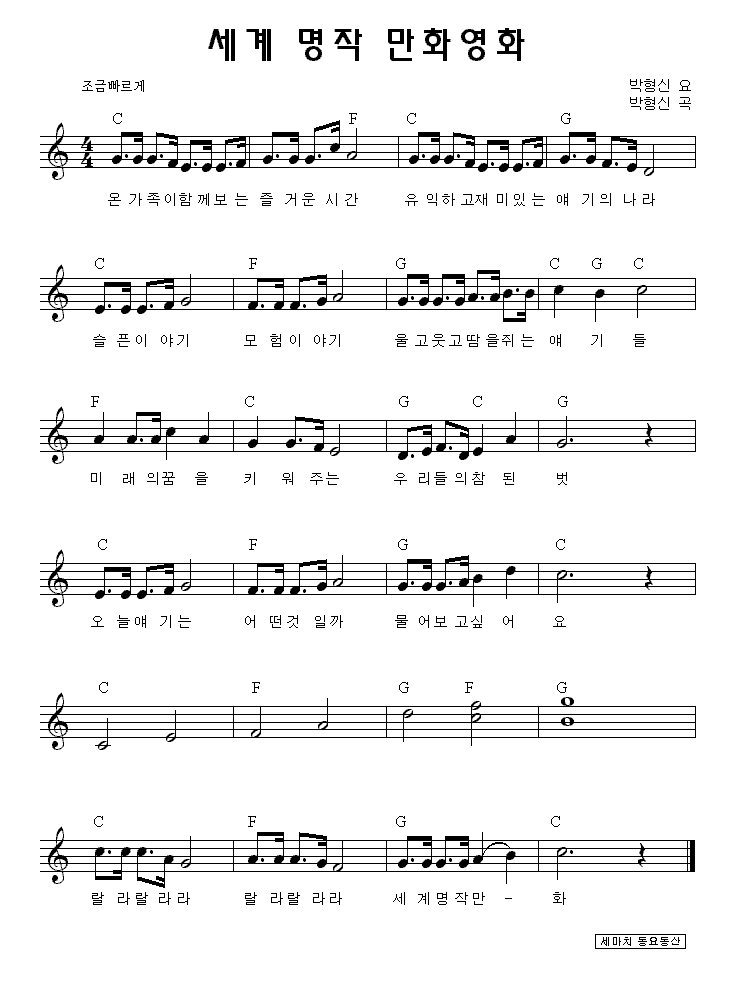 세계 명작 만화영화
조금빠르게
박형신 요
박형신 곡
C F C G
4
4
온 가족이함께보는 즐 거운 시간 유 익하고재미있는 얘 기의 나라
C F G C G C
슬 픈이 야기 모 험이 야기 울고웃고땀을쥐는 얘 기 들
F C G C G
미 래의꿈 을 키 워 주는 우 리들의참 된 벗
C F G C
오 늘얘 기는 어 떤것 일까 물 어보고싶 어 요
C F G F G
C F G C
랄 라랄 라라 랄 라랄 라라 세 계명작만 - 화
세마치 동요동산